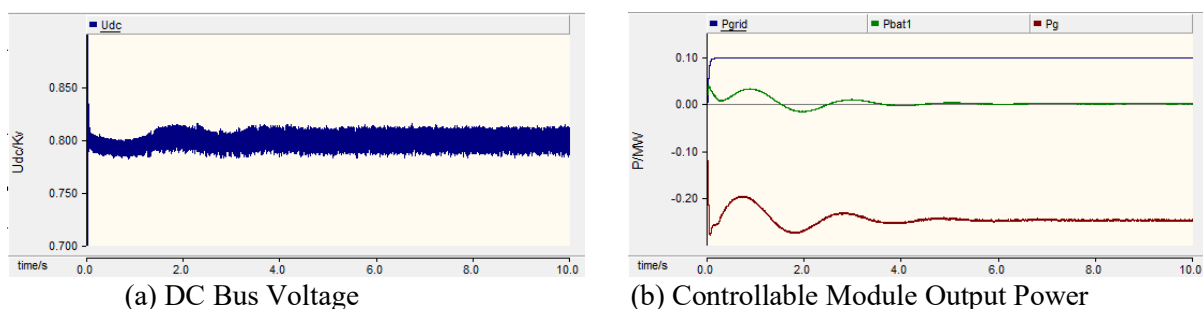 Udc
0.850
0.800
0.750
0.700
Udc/Kv
time/s 0.0 2.0 4.0 6.0 8.0 10.0
(a) DC Bus Voltage
Pgrid Pbat1 Pg
0.10
0.00
-0.10
-0.20
P/MW
time/s 0.0 2.0 4.0 6.0 8.0 10.0
(b) Controllable Module Output Power